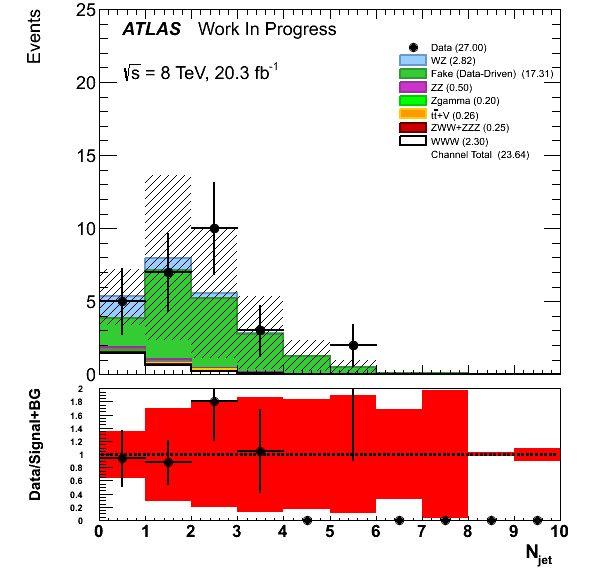 Events
25
20
15
10
5
0
ATLAS Work In Progress
√s = 8 TeV, 20.3 fb⁻¹
Data (27.00)
WZ (2.82)
Fake (Data-Driven) (17.31)
ZZ (0.50)
Zgamma (0.20)
tt̄+V (0.26)
ZWW+ZZZ (0.25)
WWW (2.30)
Channel Total (23.64)
Data/Signal+BG
2
1.8
1.6
1.4
1.2
1
0.8
0.6
0.4
0.2
0
0 1 2 3 4 5 6 7 8 9 10
N_jet